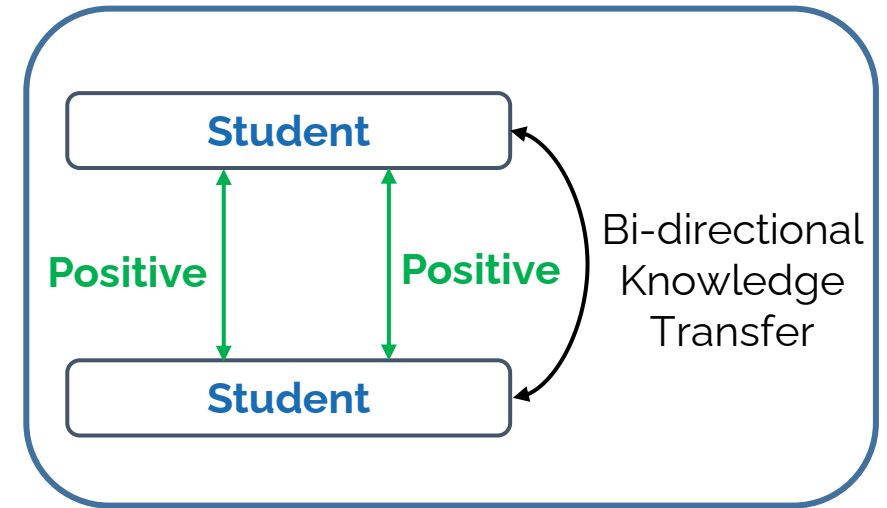 Student
Positive
Positive
Bi-directional
Knowledge
Transfer
Student